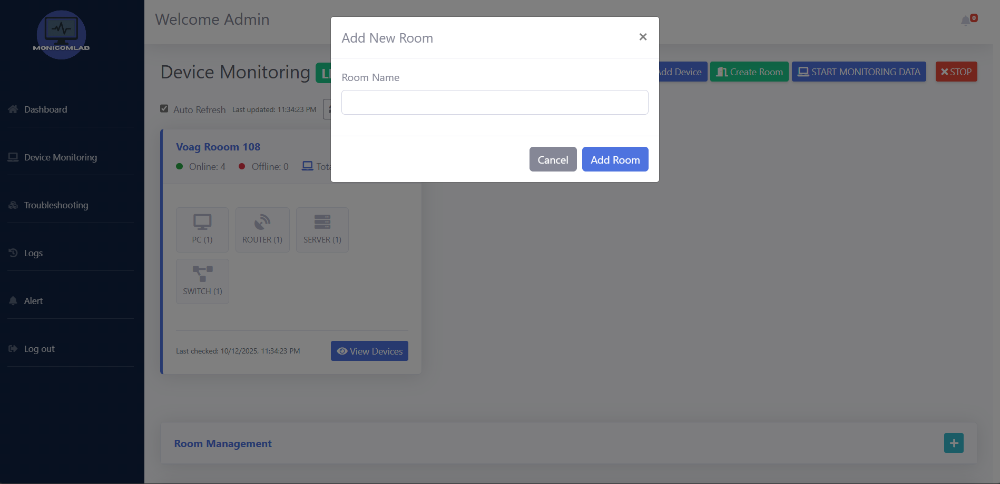 MONICOMLAB
Dashboard
Device Monitoring
Troubleshooting
Logs
Alert
Log out
Welcome Admin
0
Device Monitoring
Add Device
Create Room
START MONITORING DATA
STOP
Auto Refresh
Last updated: 11:34:23 PM
Add New Room
×
Room Name
Cancel
Add Room
Voag Rooom 108
Online: 4
Offline: 0
PC (1)
ROUTER (1)
SERVER (1)
SWITCH (1)
Last checked: 10/12/2025, 11:34:23 PM
View Devices
Room Management